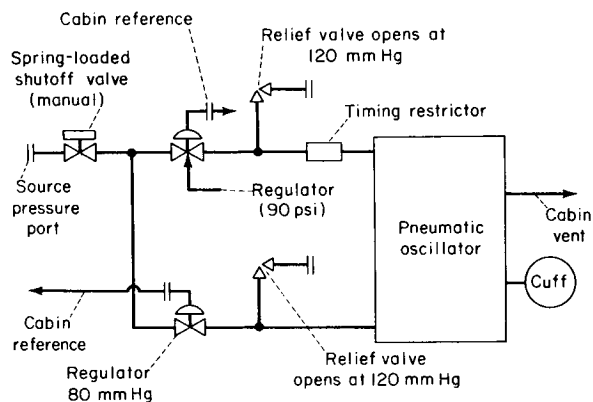 Cabin reference
Relief valve opens at
120 mm Hg
Spring-loaded
shutoff valve
(manual)
Timing restrictor
Source
pressure
port
Regulator
(90 psi)
Pneumatic
oscillator
Cabin
vent
Cuff
Cabin
reference
Regulator
80 mm Hg
Relief valve
opens at 120 mm Hg